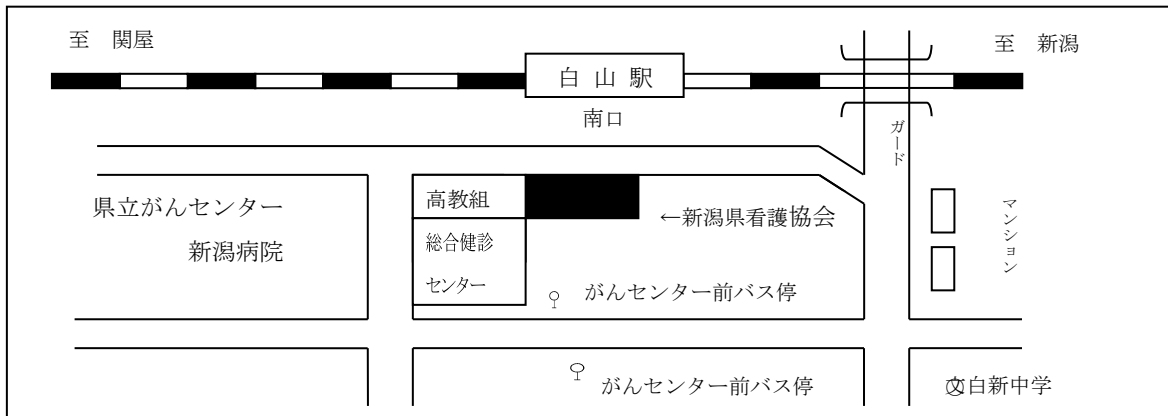 至　関屋
至　新潟
白 山 駅
南口
ガード
高教組
県立がんセンター
←新潟県看護協会
マンション
新潟病院
総合健診
センター
がんセンター前バス停
がんセンター前バス停
文白新中学